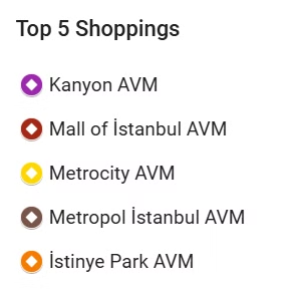 Top 5 Shoppings
Kanyon AVM
Mall of İstanbul AVM
Metrocity AVM
Metropol İstanbul AVM
İstinye Park AVM